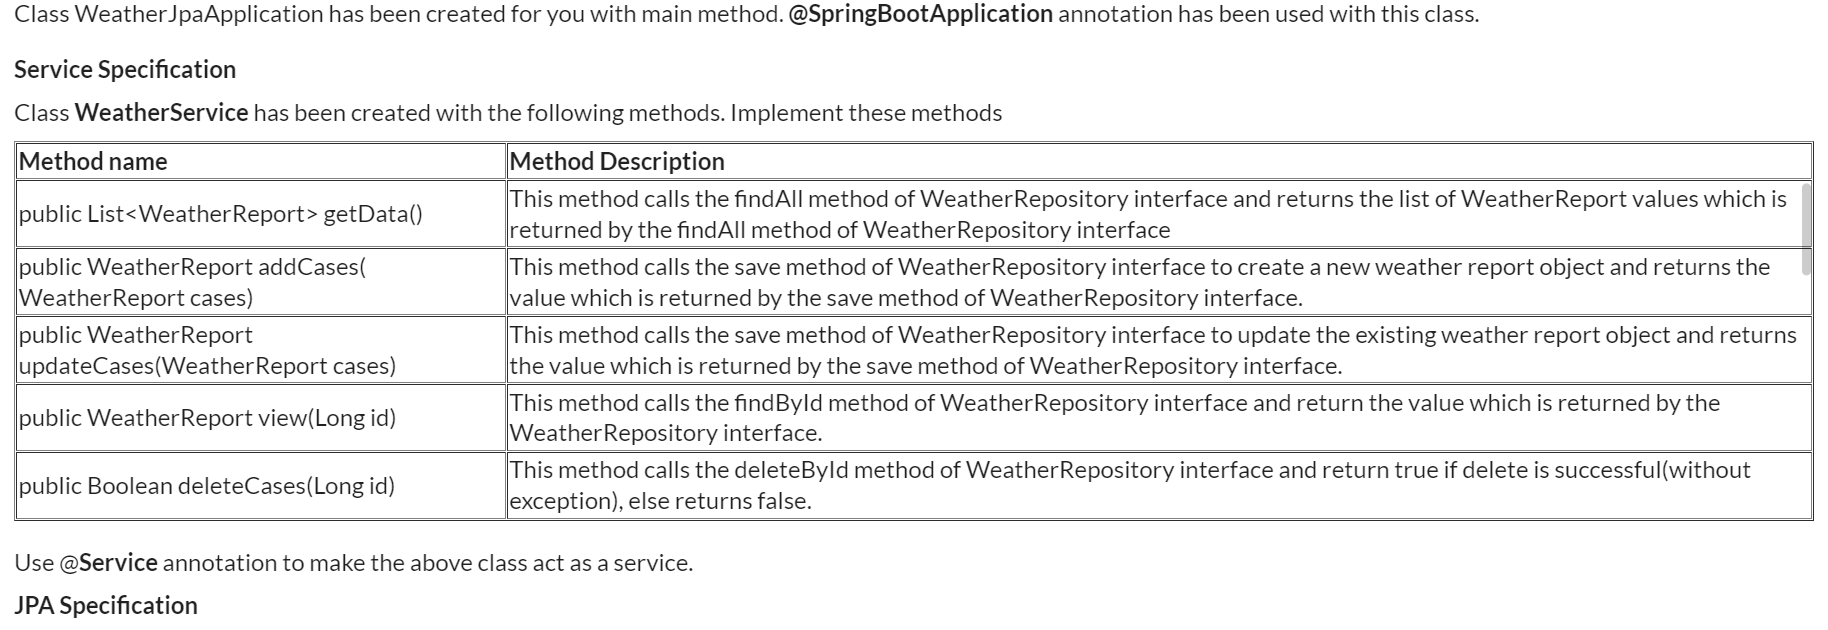 Class WeatherJpaApplication has been created for you with main method. @SpringBootApplication annotation has been used with this class.
Service Specification
Class WeatherService has been created with the following methods. Implement these methods
Method name
Method Description
public List<WeatherReport> getData()
This method calls the findAll method of WeatherRepository interface and returns the list of WeatherReport values which is
returned by the findAll method of WeatherRepository interface
public WeatherReport addCases(
WeatherReport cases)
This method calls the save method of WeatherRepository interface to create a new weather report object and returns the
value which is returned by the save method of WeatherRepository interface.
public WeatherReport
updateCases(WeatherReport cases)
This method calls the save method of WeatherRepository interface to update the existing weather report object and returns
the value which is returned by the save method of WeatherRepository interface.
public WeatherReport view(Long id)
This method calls the findById method of WeatherRepository interface and return the value which is returned by the
WeatherRepository interface.
public Boolean deleteCases(Long id)
This method calls the deleteById method of WeatherRepository interface and return true if delete is successful(without
exception), else returns false.
Use @Service annotation to make the above class act as a service.
JPA Specification